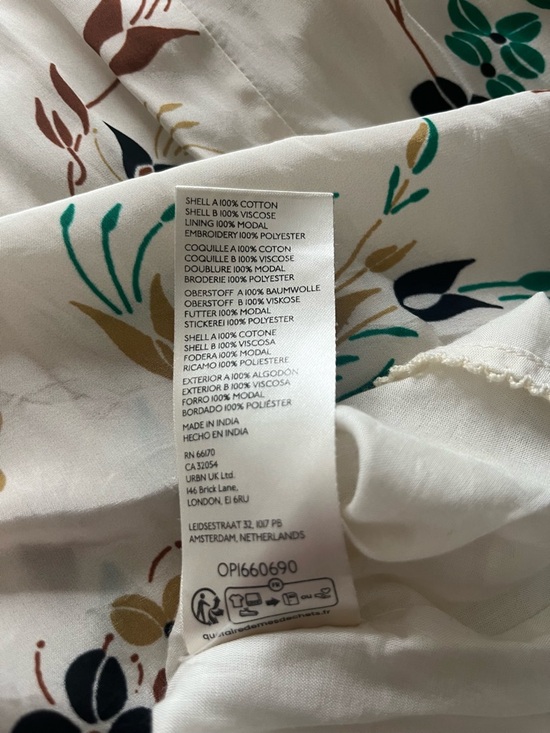 SHELL A 100% COTTON
SHELL B 100% VISCOSE
LINING 100% MODAL
EMBROIDERY 100% POLYESTER
COQUILLE A 100% COTON
COQUILLE B 100% VISCOSE
DOUBLURE 100% MODAL
BRODERIE 100% POLYESTER
OBERSTOFF A 100% BAUMWOLLE
OBERSTOFF B 100% VISKOSE
FUTTER 100% MODAL
STICKEREI 100% POLYESTER
SHELL A 100% COTONE
SHELL B 100% VISCOSA
FODERA 100% MODAL
RICAMO 100% POLIESTERE
EXTERIOR A 100% ALGODÓN
EXTERIOR B 100% VISCOSA
FORRO 100% MODAL
BORDADO 100% POLIÉSTER
MADE IN INDIA
HECHO EN INDIA
RN 66170
CA 32054
URBN UK Ltd.
146 Brick Lane,
LONDON, E1 6RU
LEIDSESTRAAT 32, 1017 PB
AMSTERDAM, NETHERLANDS
OP1660690
FR
OU
quefairedemesdechets.fr